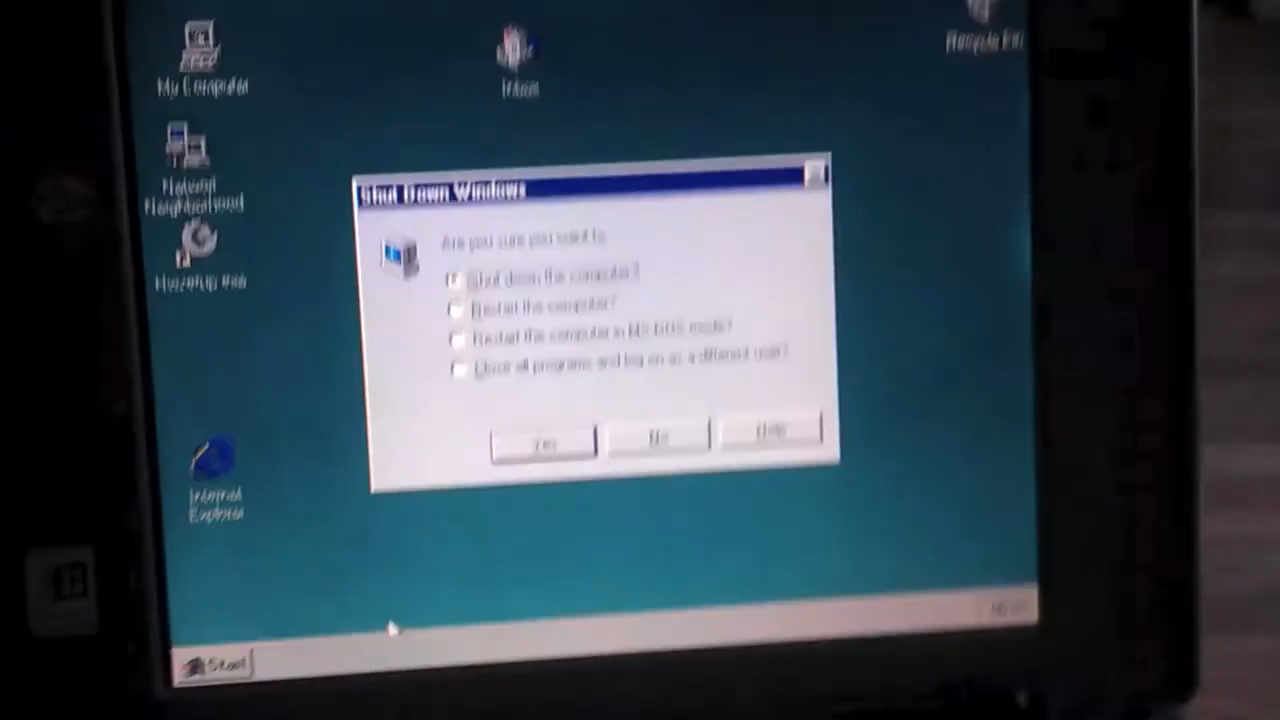 My Computer
Inbox
Recycle Bin
Network
Neighborhood
Shut Down Windows
Are you sure you want to:
Shut down the computer?
Restart the computer?
Restart the computer in MS-DOS mode?
Close all programs and log on as a different user?
Yes
No
Help
Internet
Explorer
Start